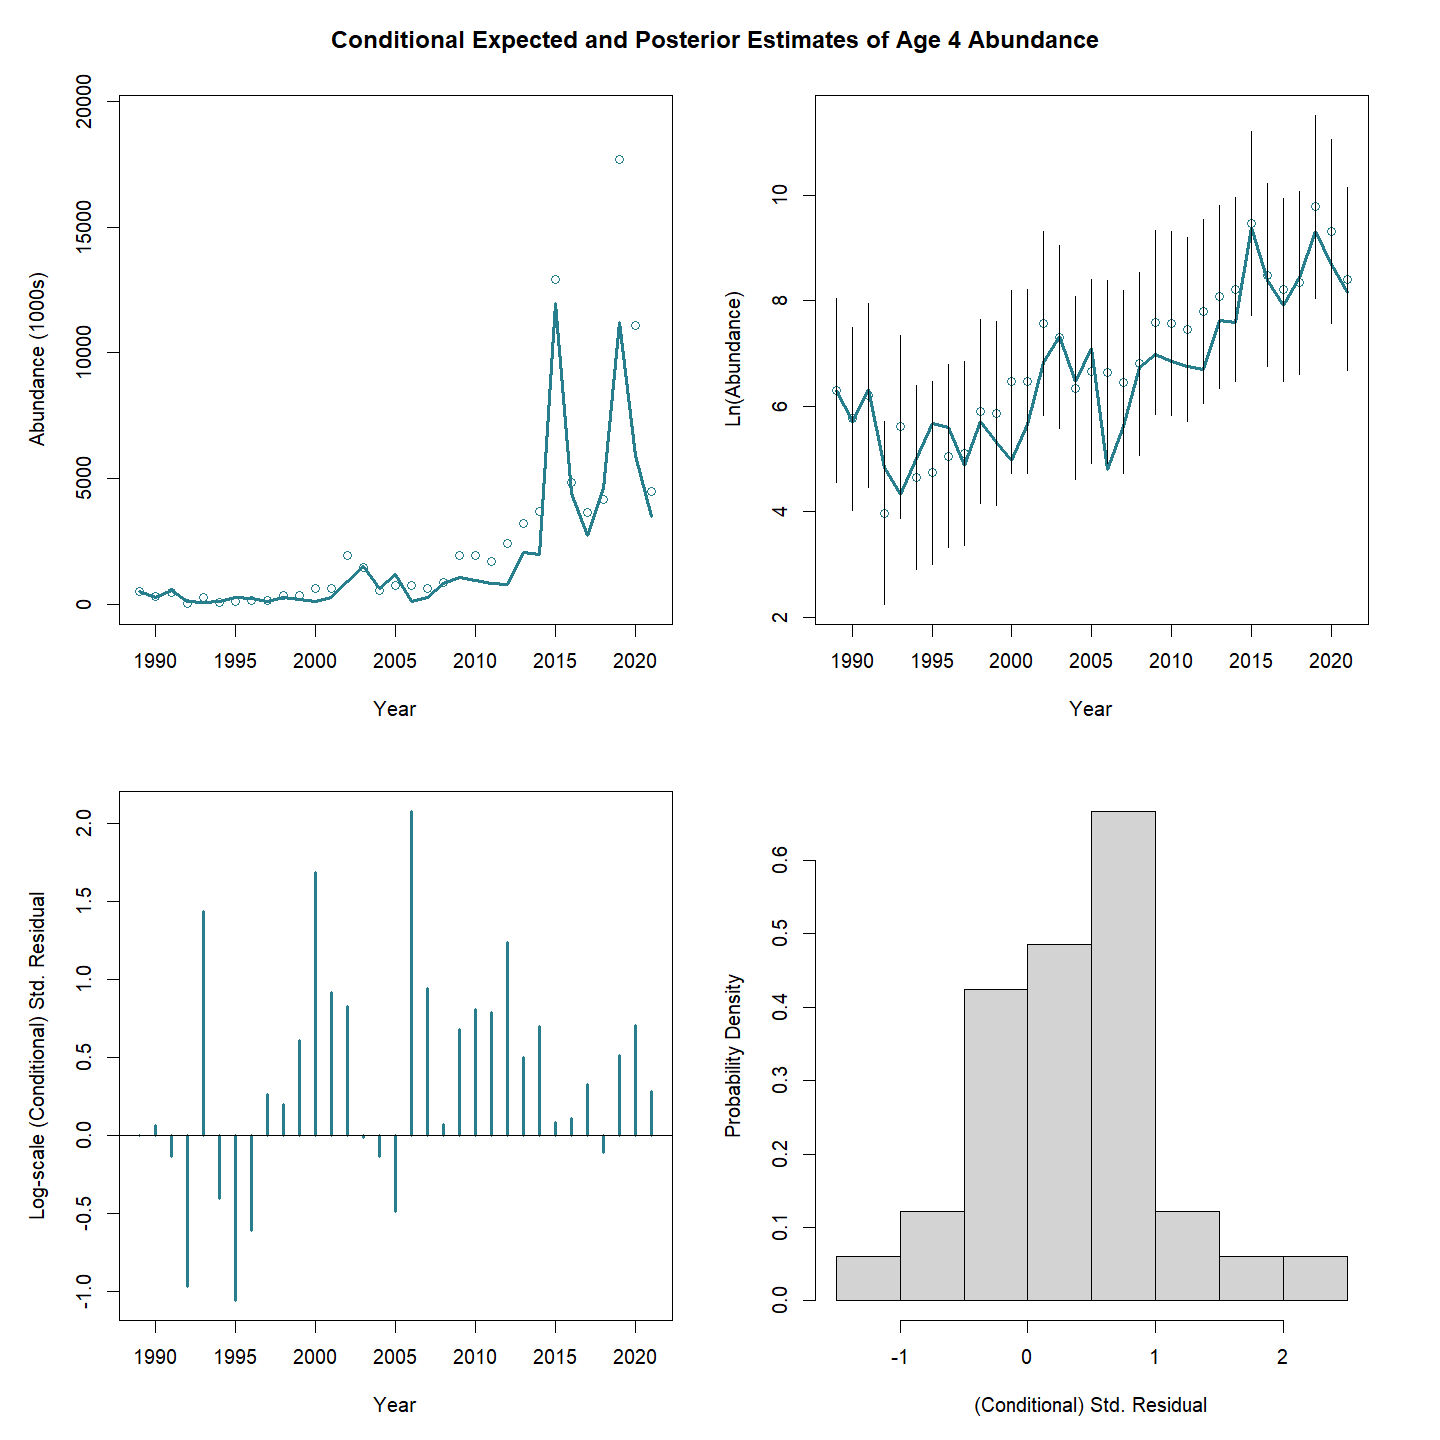 Conditional Expected and Posterior Estimates of Age 4 Abundance
Abundance (1000s)
0 5000 10000 15000 20000
1990 1995 2000 2005 2010 2015 2020
Year
Ln(Abundance)
2 4 6 8 10
1990 1995 2000 2005 2010 2015 2020
Year
Log-scale (Conditional) Std. Residual
-1.0 -0.5 0.0 0.5 1.0 1.5 2.0
1990 1995 2000 2005 2010 2015 2020
Year
Probability Density
0.0 0.1 0.2 0.3 0.4 0.5 0.6
-1 0 1 2
(Conditional) Std. Residual